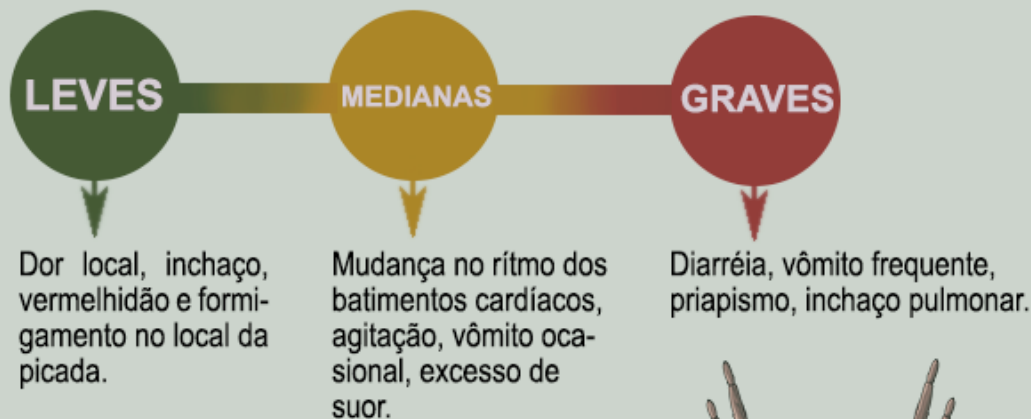 LEVES
MEDIANAS
GRAVES
Dor local, inchaço,
vermelhidão e formi-
gamento no local da
picada.
Mudança no rítmo dos
batimentos cardíacos,
agitação, vômito oca-
sional, excesso de
suor.
Diarréia, vômito frequente,
priapismo, inchaço pulmonar.